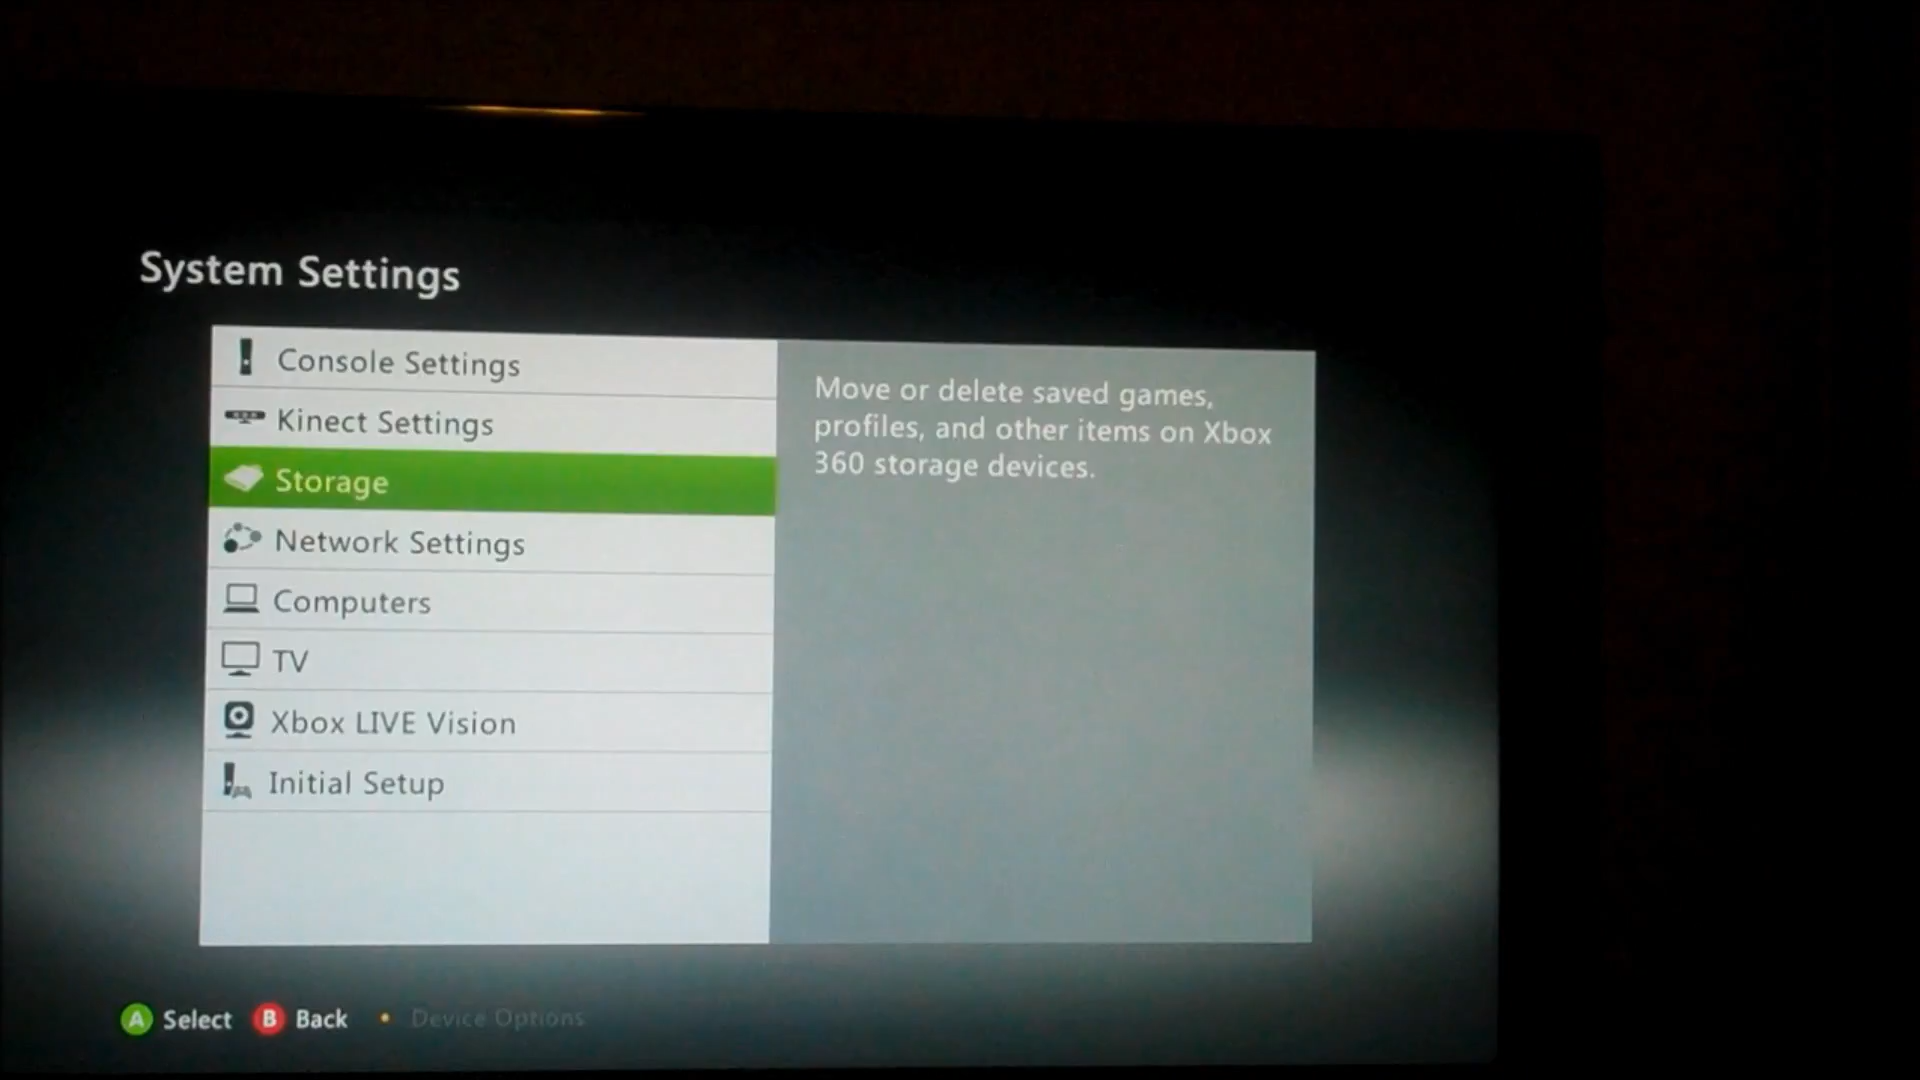 System Settings
Console Settings
Kinect Settings
Storage
Network Settings
Computers
TV
Xbox LIVE Vision
Initial Setup
Move or delete saved games,
profiles, and other items on Xbox
360 storage devices.
A Select B Back Device Options